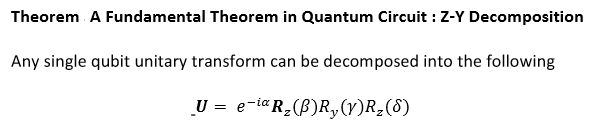 Theorem A Fundamental Theorem in Quantum Circuit : Z-Y Decomposition
Any single qubit unitary transform can be decomposed into the following
U = e^{-iα} R_z(β)R_y(γ)R_z(δ)